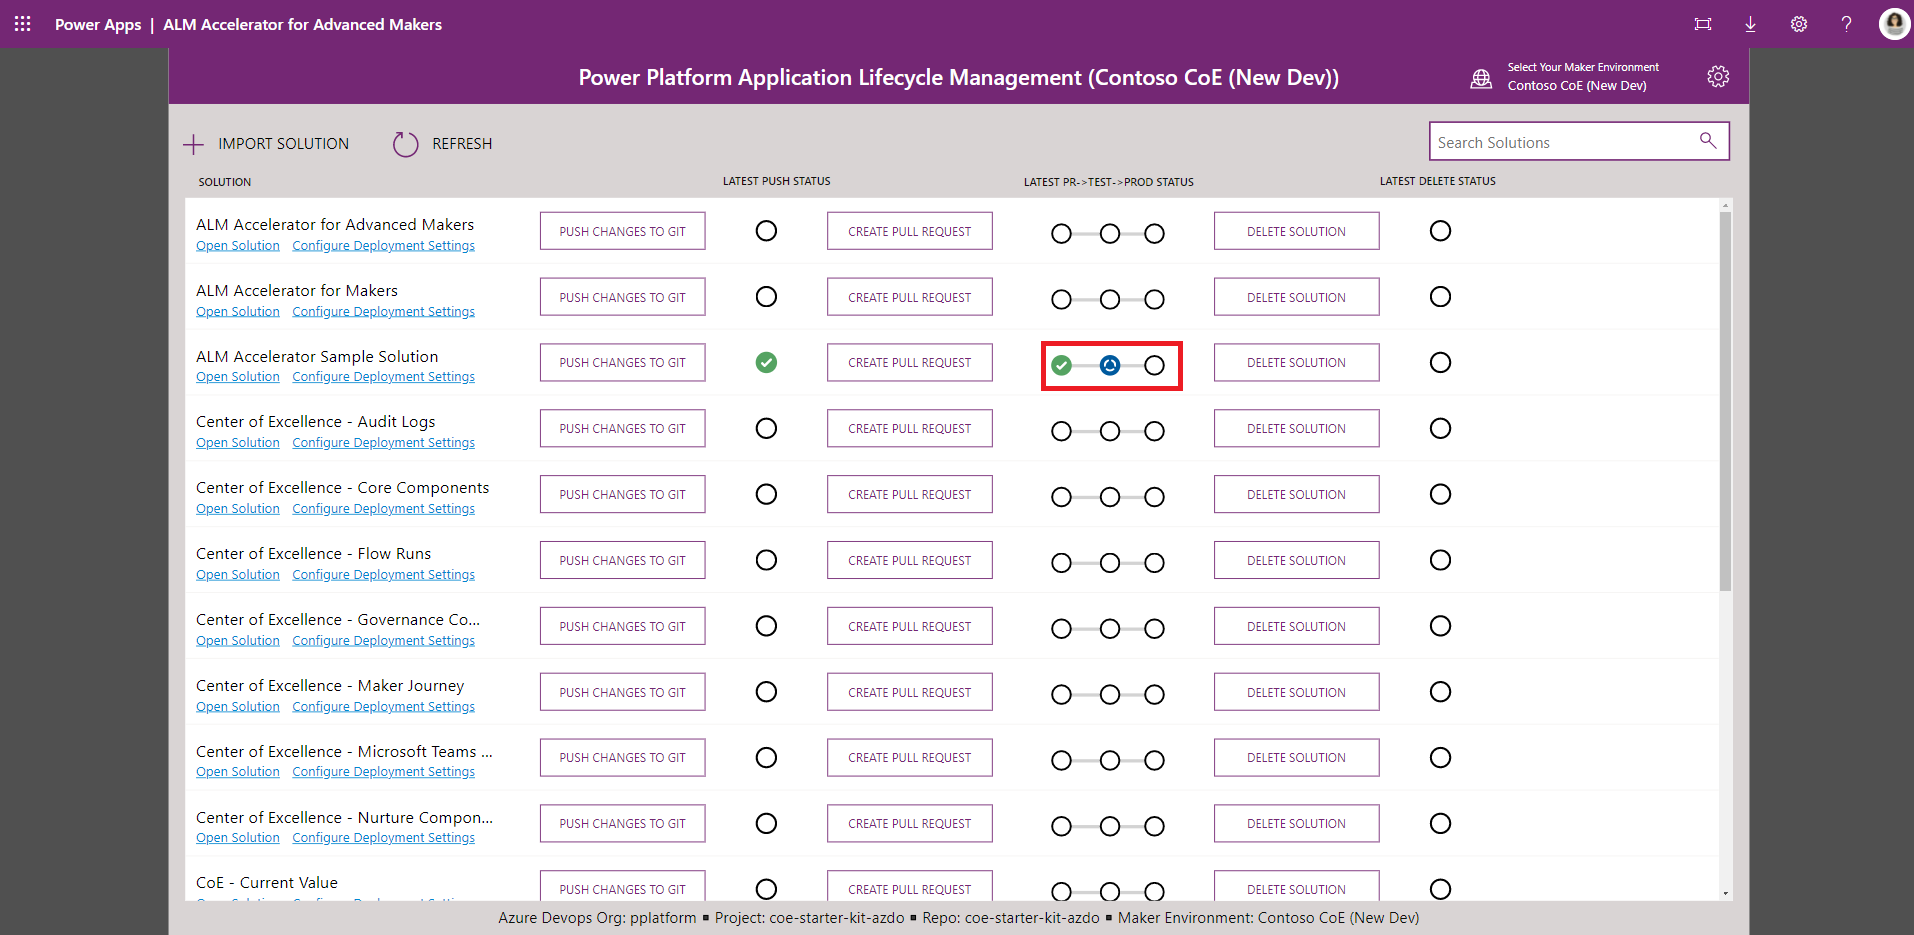 Power Apps | ALM Accelerator for Advanced Makers
Power Platform Application Lifecycle Management (Contoso CoE (New Dev))
Select Your Maker Environment
Contoso CoE (New Dev)
IMPORT SOLUTION REFRESH
Search Solutions
SOLUTION LATEST PUSH STATUS LATEST PR->TEST->PROD STATUS LATEST DELETE STATUS
ALM Accelerator for Advanced Makers
Open Solution Configure Deployment Settings
PUSH CHANGES TO GIT CREATE PULL REQUEST DELETE SOLUTION
ALM Accelerator for Makers
Open Solution Configure Deployment Settings
PUSH CHANGES TO GIT CREATE PULL REQUEST DELETE SOLUTION
ALM Accelerator Sample Solution
Open Solution Configure Deployment Settings
PUSH CHANGES TO GIT CREATE PULL REQUEST DELETE SOLUTION
Center of Excellence - Audit Logs
Open Solution Configure Deployment Settings
PUSH CHANGES TO GIT CREATE PULL REQUEST DELETE SOLUTION
Center of Excellence - Core Components
Open Solution Configure Deployment Settings
PUSH CHANGES TO GIT CREATE PULL REQUEST DELETE SOLUTION
Center of Excellence - Flow Runs
Open Solution Configure Deployment Settings
PUSH CHANGES TO GIT CREATE PULL REQUEST DELETE SOLUTION
Center of Excellence - Governance Co...
Open Solution Configure Deployment Settings
PUSH CHANGES TO GIT CREATE PULL REQUEST DELETE SOLUTION
Center of Excellence - Maker Journey
Open Solution Configure Deployment Settings
PUSH CHANGES TO GIT CREATE PULL REQUEST DELETE SOLUTION
Center of Excellence - Microsoft Teams ...
Open Solution Configure Deployment Settings
PUSH CHANGES TO GIT CREATE PULL REQUEST DELETE SOLUTION
Center of Excellence - Nurture Compon...
Open Solution Configure Deployment Settings
PUSH CHANGES TO GIT CREATE PULL REQUEST DELETE SOLUTION
CoE - Current Value
PUSH CHANGES TO GIT CREATE PULL REQUEST DELETE SOLUTION
Azure Devops Org: pplatform ▪ Project: coe-starter-kit-azdo ▪ Repo: coe-starter-kit-azdo ▪ Maker Environment: Contoso CoE (New Dev)